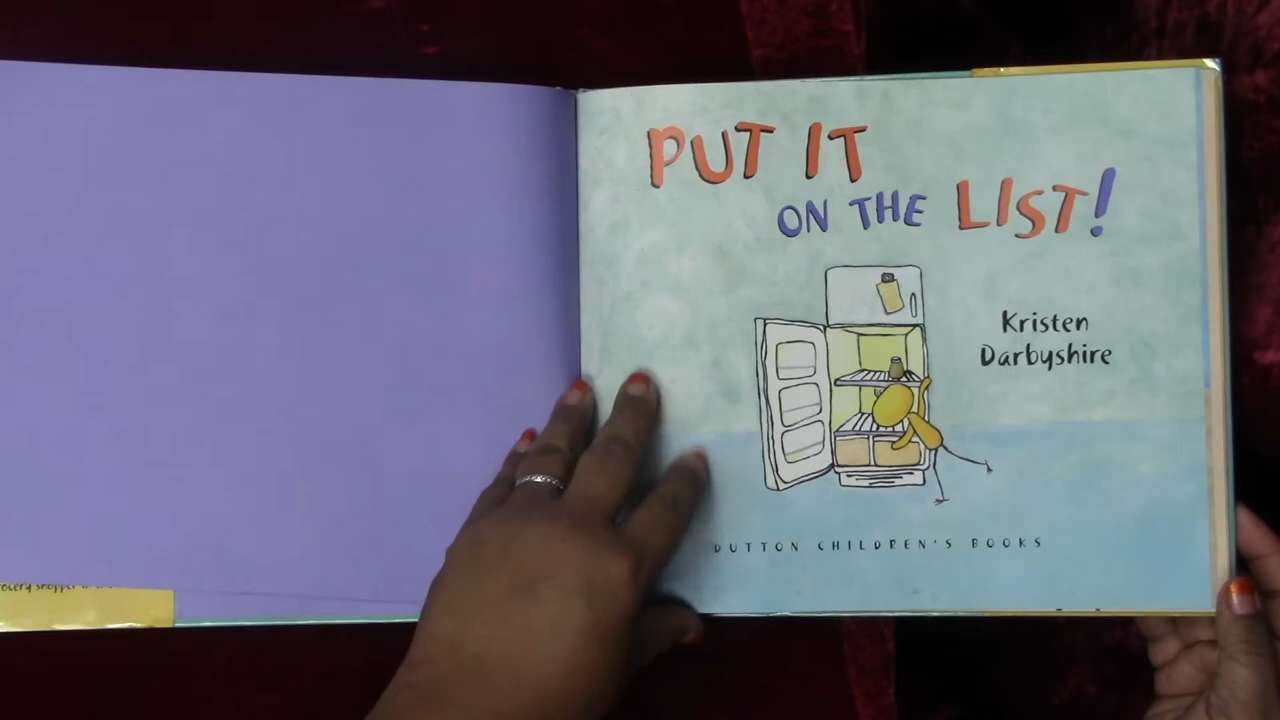 PUT IT
ON THE LIST!
Kristen
Darbyshire
DUTTON CHILDREN'S BOOKS